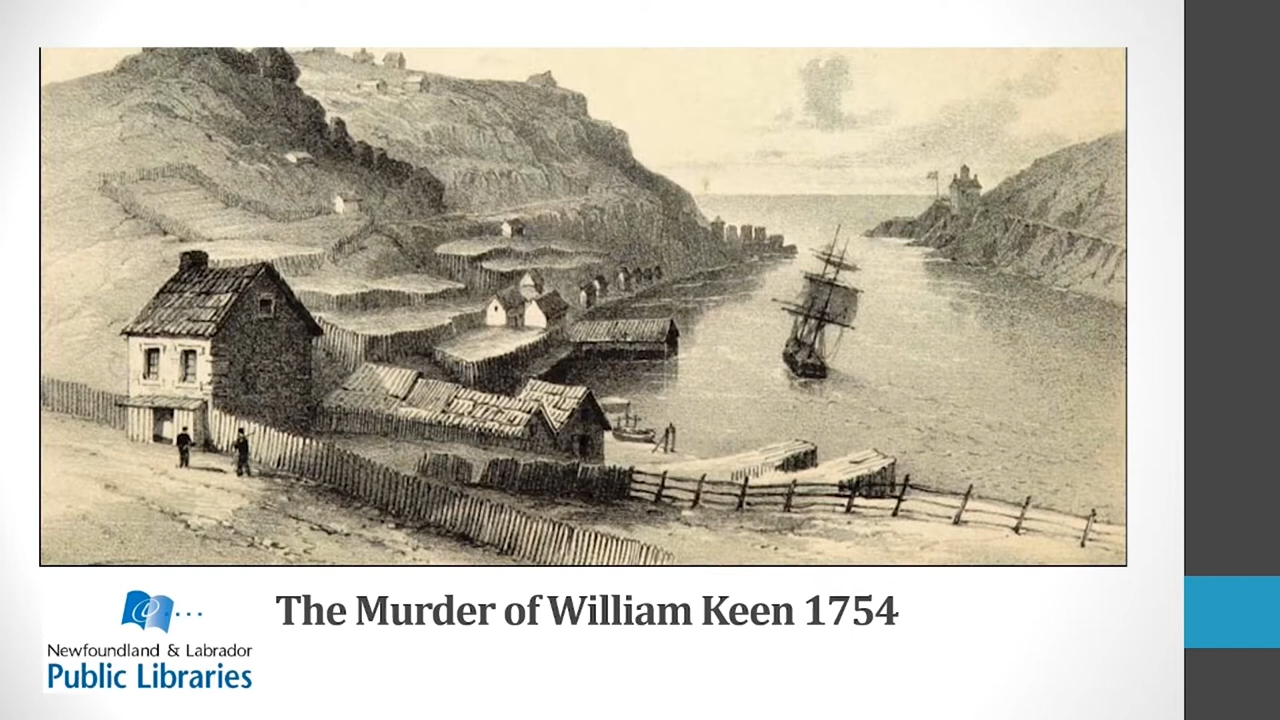 The Murder of William Keen 1754
Newfoundland & Labrador
Public Libraries